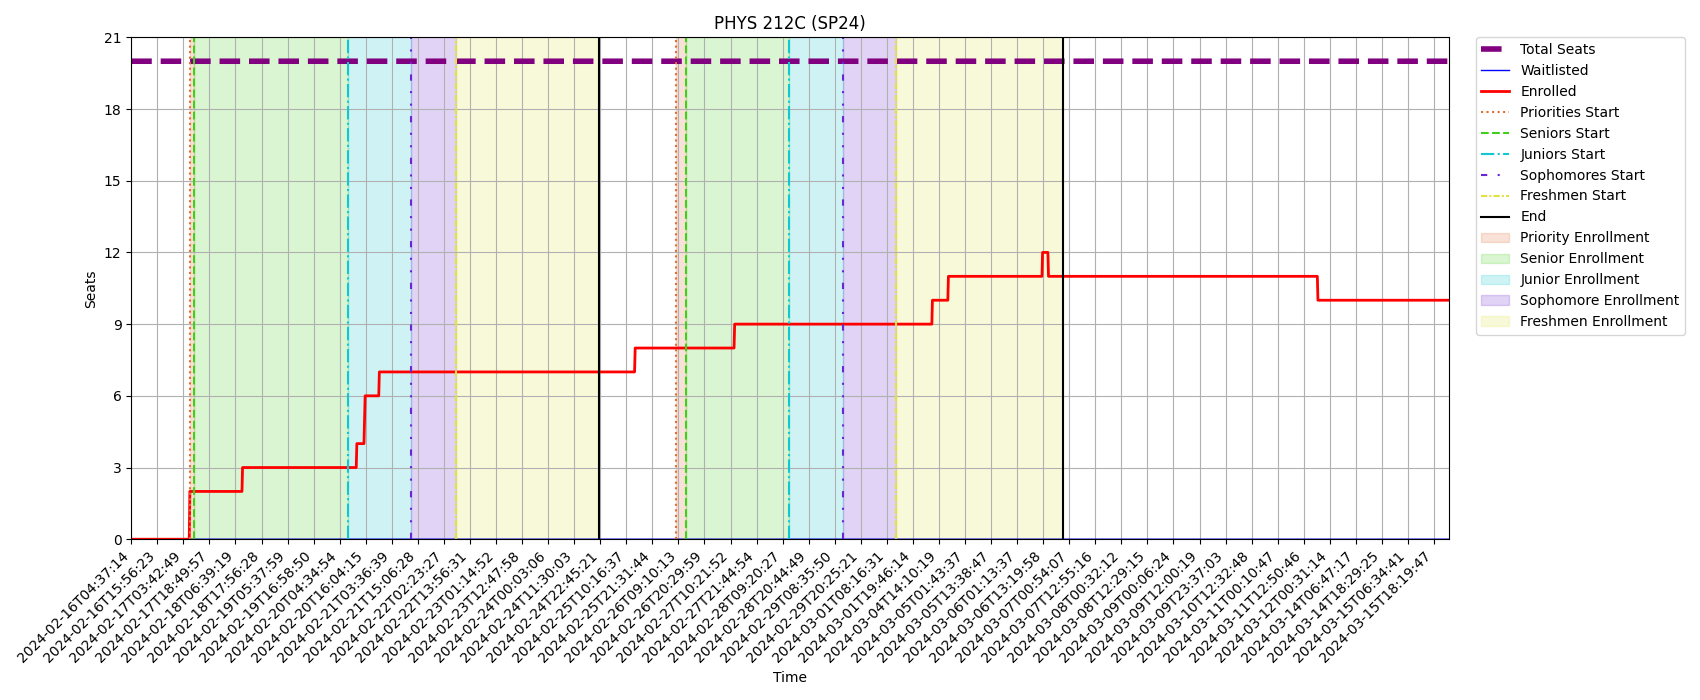 PHYS 212C (SP24)
21
18
15
12
9
6
3
0
Seats
2024-02-16T04:37:14
2024-02-16T15:56:23
2024-02-17T03:42:49
2024-02-17T18:49:57
2024-02-18T06:39:19
2024-02-18T17:56:28
2024-02-19T05:37:59
2024-02-19T16:58:50
2024-02-20T04:34:54
2024-02-20T16:04:15
2024-02-21T03:36:39
2024-02-21T15:06:28
2024-02-22T02:23:27
2024-02-22T13:56:31
2024-02-23T01:14:52
2024-02-23T12:47:58
2024-02-24T00:03:06
2024-02-24T11:30:03
2024-02-24T22:45:21
2024-02-25T10:16:37
2024-02-25T21:31:44
2024-02-26T09:10:13
2024-02-26T20:29:59
2024-02-27T10:21:52
2024-02-27T21:44:54
2024-02-28T09:20:27
2024-02-28T20:44:49
2024-02-29T08:35:50
2024-02-29T20:25:21
2024-03-01T08:16:31
2024-03-01T19:46:14
2024-03-04T14:10:19
2024-03-05T01:43:37
2024-03-05T13:38:47
2024-03-06T01:13:37
2024-03-06T13:19:58
2024-03-07T00:54:07
2024-03-07T12:55:16
2024-03-08T00:32:12
2024-03-08T12:29:15
2024-03-09T00:06:24
2024-03-09T12:00:19
2024-03-09T23:37:03
2024-03-10T12:32:48
2024-03-11T00:10:47
2024-03-11T12:50:46
2024-03-12T00:31:14
2024-03-14T06:47:17
2024-03-14T18:29:25
2024-03-15T06:34:41
2024-03-15T18:19:47
Time
Total Seats
Waitlisted
Enrolled
Priorities Start
Seniors Start
Juniors Start
Sophomores Start
Freshmen Start
End
Priority Enrollment
Senior Enrollment
Junior Enrollment
Sophomore Enrollment
Freshmen Enrollment